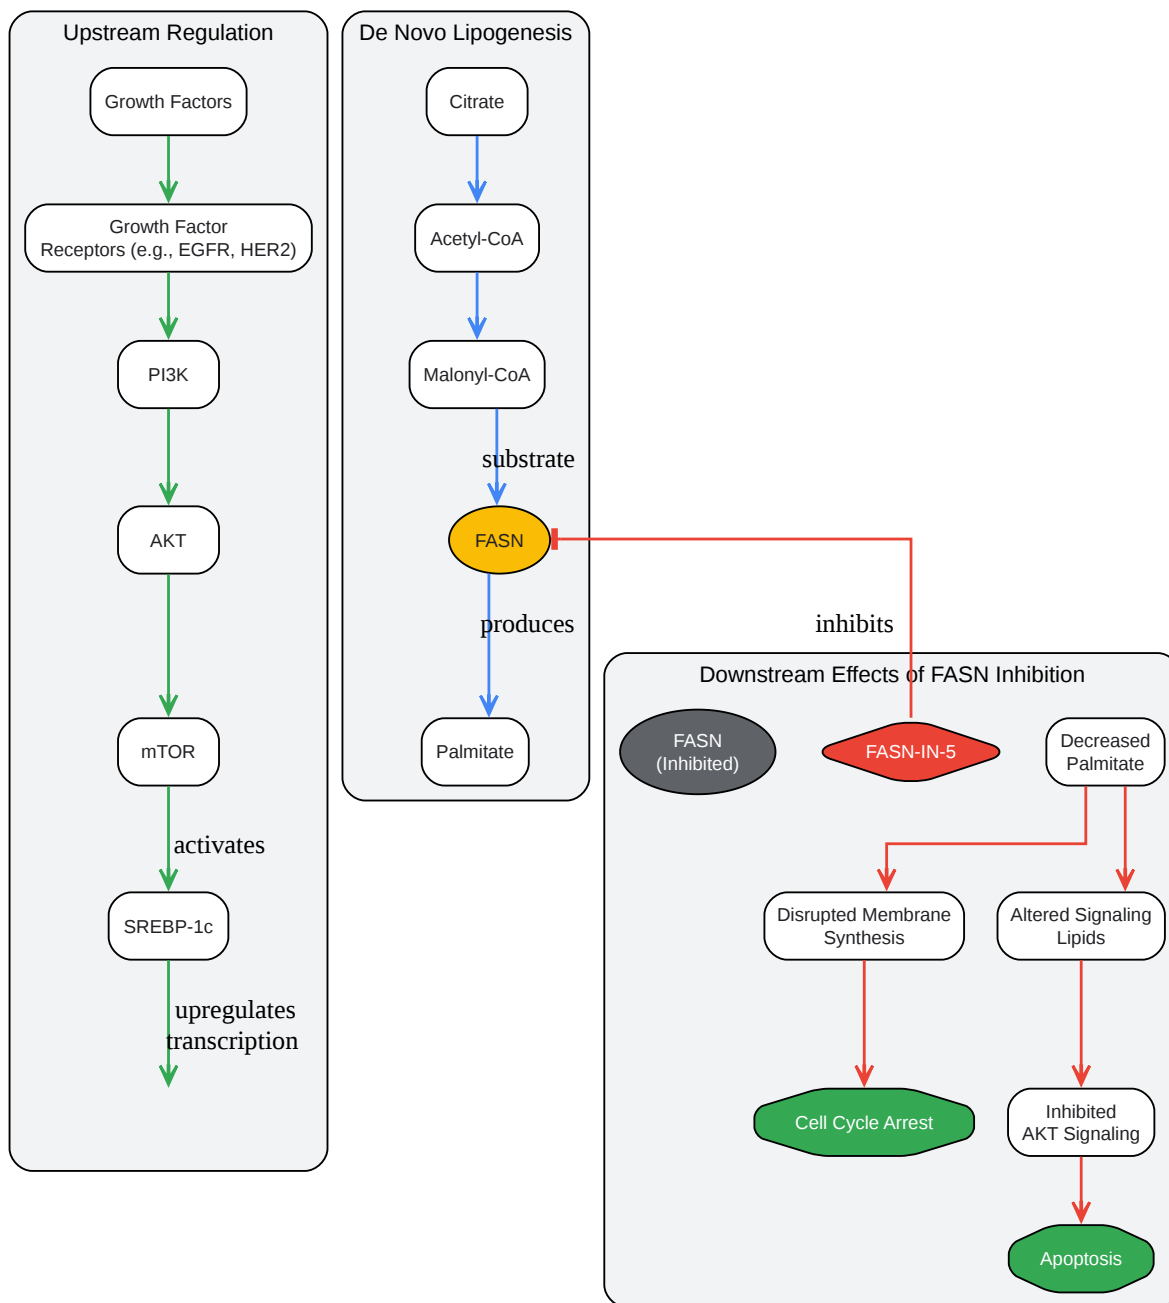 Upstream Regulation
Growth Factors
Growth Factor
Receptors (e.g., EGFR, HER2)
PI3K
AKT
mTOR
activates
SREBP-1c
upregulates
transcription
De Novo Lipogenesis
Citrate
Acetyl-CoA
Malonyl-CoA
substrate
FASN
produces
Palmitate
inhibits
Downstream Effects of FASN Inhibition
FASN
(Inhibited)
FASN-IN-5
Decreased
Palmitate
Disrupted Membrane
Synthesis
Altered Signaling
Lipids
Cell Cycle Arrest
Inhibited
AKT Signaling
Apoptosis